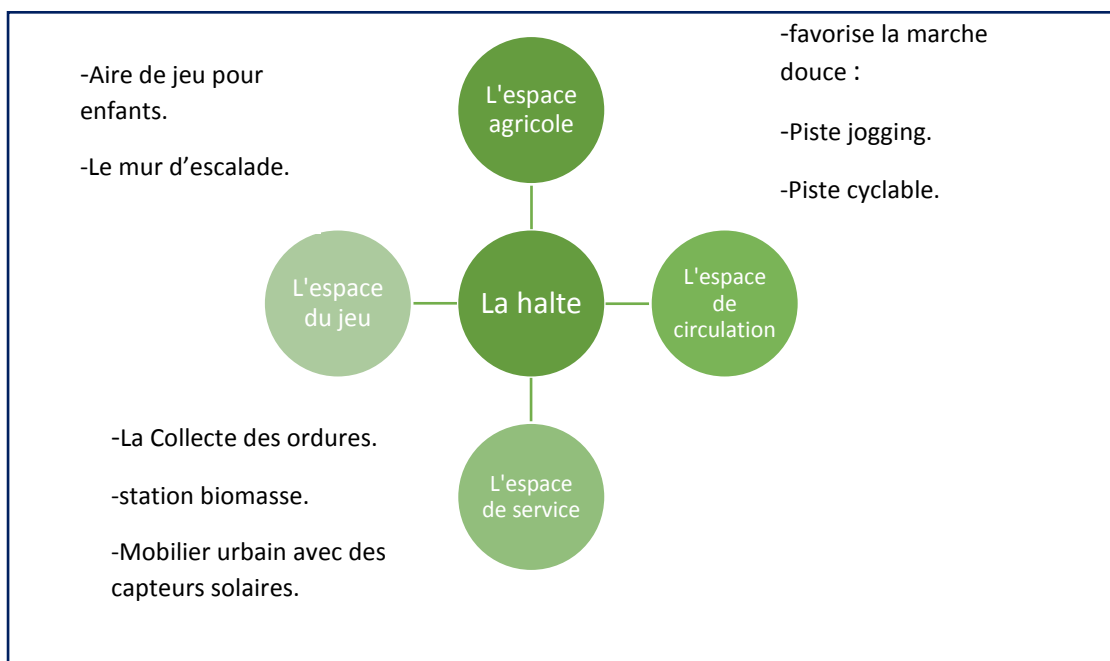 -favorise la marche
douce :
-Aire de jeu pour
enfants.
L'espace
agricole
-Piste jogging.
-Le mur d'escalade.
-Piste cyclable.
L'espace
du jeu
La halte
L'espace
de
circulation
-La Collecte des ordures.
-station biomasse.
L'espace
de service
-Mobilier urbain avec des
capteurs solaires.